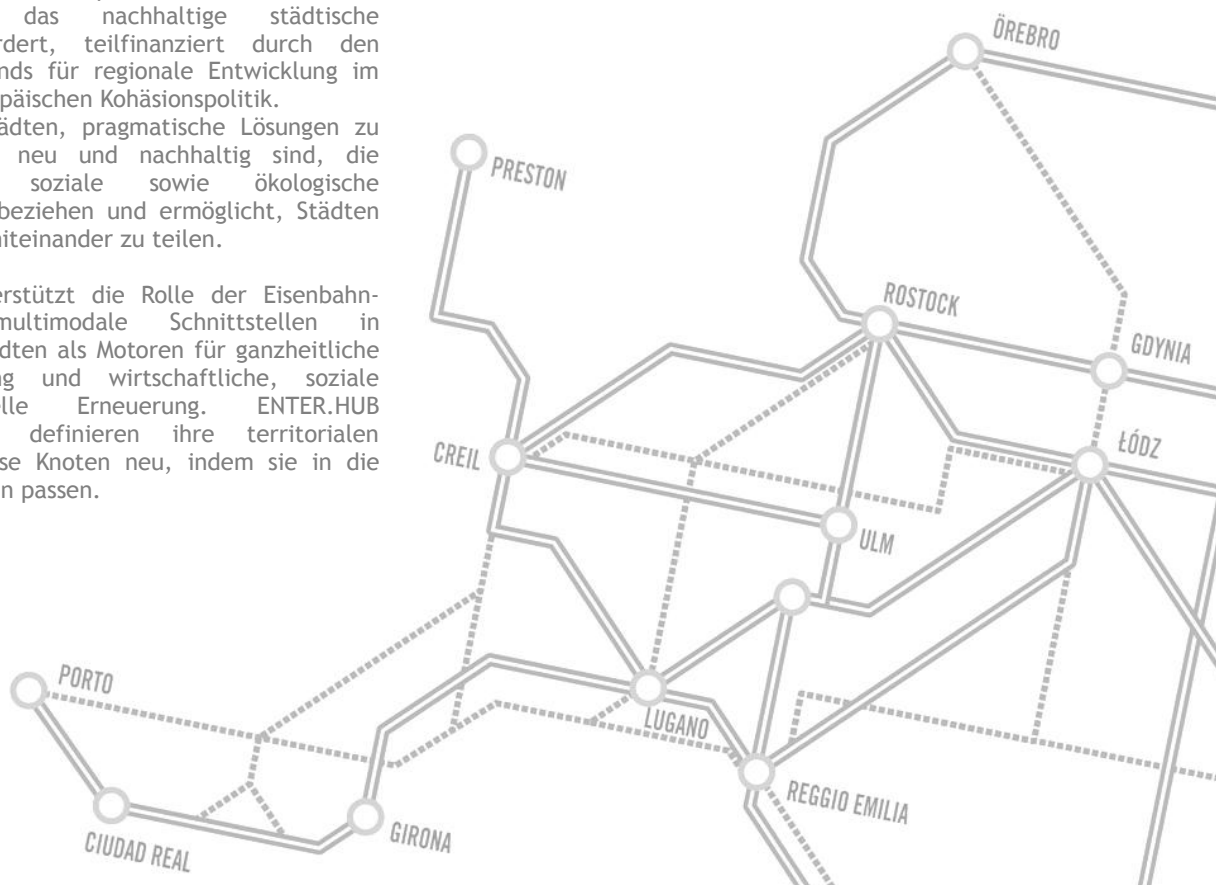 das nachhaltige städtische
rdert, teilfinanziert durch den
nds für regionale Entwicklung im
päischen Kohäsionspolitik.
ädten, pragmatische Lösungen zu
neu und nachhaltig sind, die
soziale sowie ökologische
beziehen und ermöglicht, Städten
niteinander zu teilen.
erstützt die Rolle der Eisenbahn-
multimodale Schnittstellen in
dten als Motoren für ganzheitliche
ng und wirtschaftliche, soziale
elle Erneuerung. ENTER.HUB
definieren ihre territorialen
se Knoten neu, indem sie in die
n passen.
ÖREBRO
PRESTON
ROSTOCK
GDYNIA
CREIL
ŁÓDZ
ULM
PORTO
LUGANO
REGGIO EMILIA
GIRONA
CIUDAD REAL